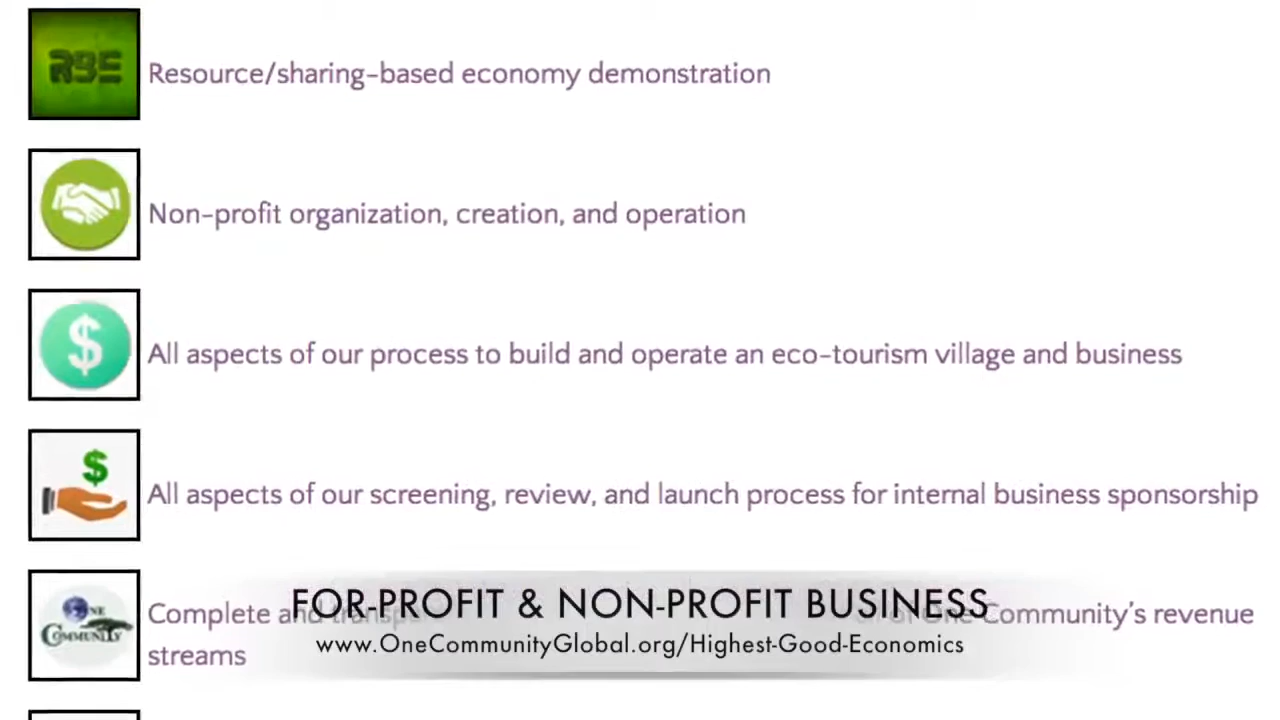 RBE
Resource/sharing-based economy demonstration
Non-profit organization, creation, and operation
$
All aspects of our process to build and operate an eco-tourism village and business
$
All aspects of our screening, review, and launch process for internal business sponsorship
ONE COMMUNITY
Complete and One Community's revenue
streams
FOR-PROFIT & NON-PROFIT BUSINESS
www.OneCommunityGlobal.org/Highest-Good-Economics